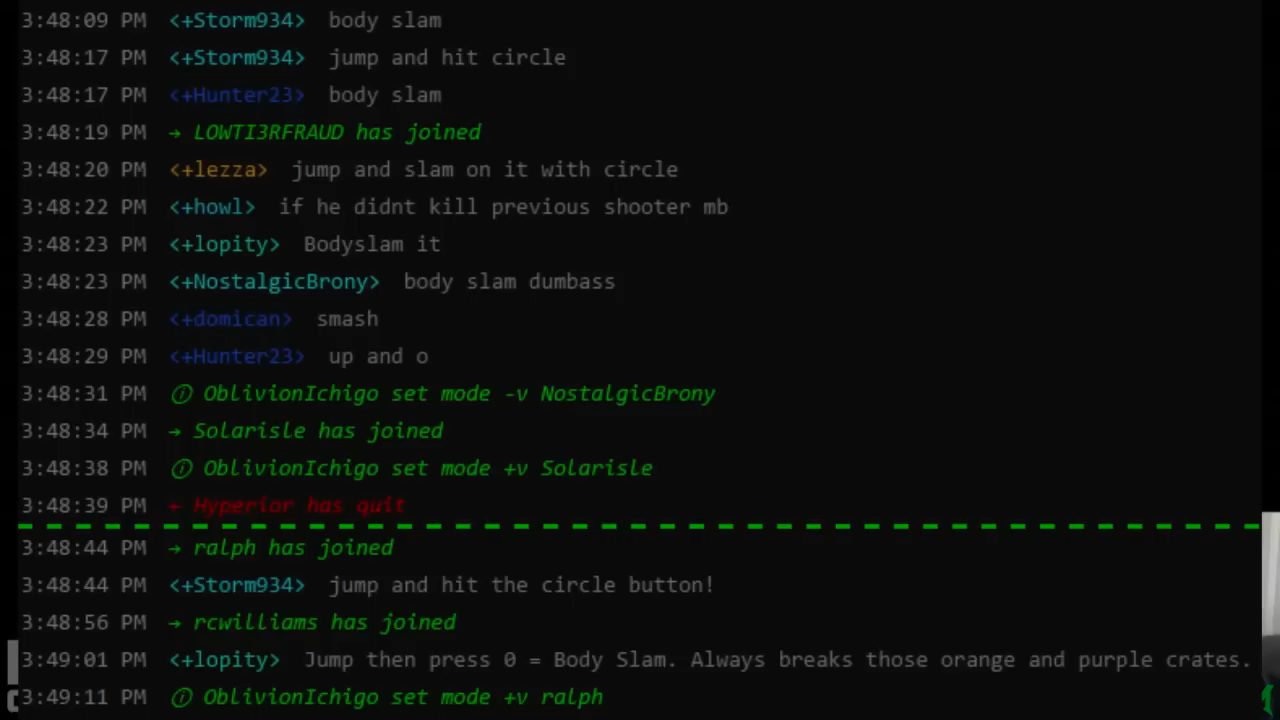 3:48:09 PM <+Storm934> body slam
3:48:17 PM <+Storm934> jump and hit circle
3:48:17 PM <+Hunter23> body slam
3:48:19 PM → LOWTI3RFRAUD has joined
3:48:20 PM <+lezza> jump and slam on it with circle
3:48:22 PM <+howl> if he didnt kill previous shooter mb
3:48:23 PM <+lopity> Bodyslam it
3:48:23 PM <+NostalgicBrony> body slam dumbass
3:48:28 PM <+domican> smash
3:48:29 PM <+Hunter23> up and o
3:48:31 PM ⓘ OblivionIchigo set mode -v NostalgicBrony
3:48:34 PM → Solarisle has joined
3:48:38 PM ⓘ OblivionIchigo set mode +v Solarisle
3:48:39 PM ← Hyperior has quit
3:48:44 PM → ralph has joined
3:48:44 PM <+Storm934> jump and hit the circle button!
3:48:56 PM → rcwilliams has joined
3:49:01 PM <+lopity> Jump then press 0 = Body Slam. Always breaks those orange and purple crates.
3:49:11 PM ⓘ OblivionIchigo set mode +v ralph